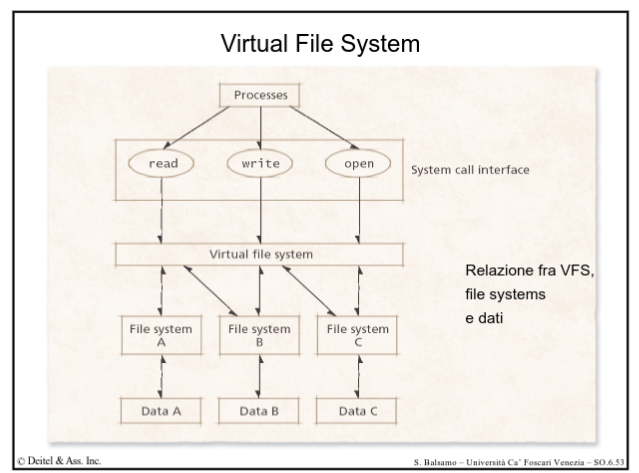 Virtual File System
Processes
read write open
System call interface
Virtual file system
Relazione fra VFS,
file systems
e dati
File system
A
File system
B
File system
C
Data A Data B Data C
© Deitel & Ass. Inc.
S. Balsamo – Università Ca' Foscari Venezia – SO.6.53